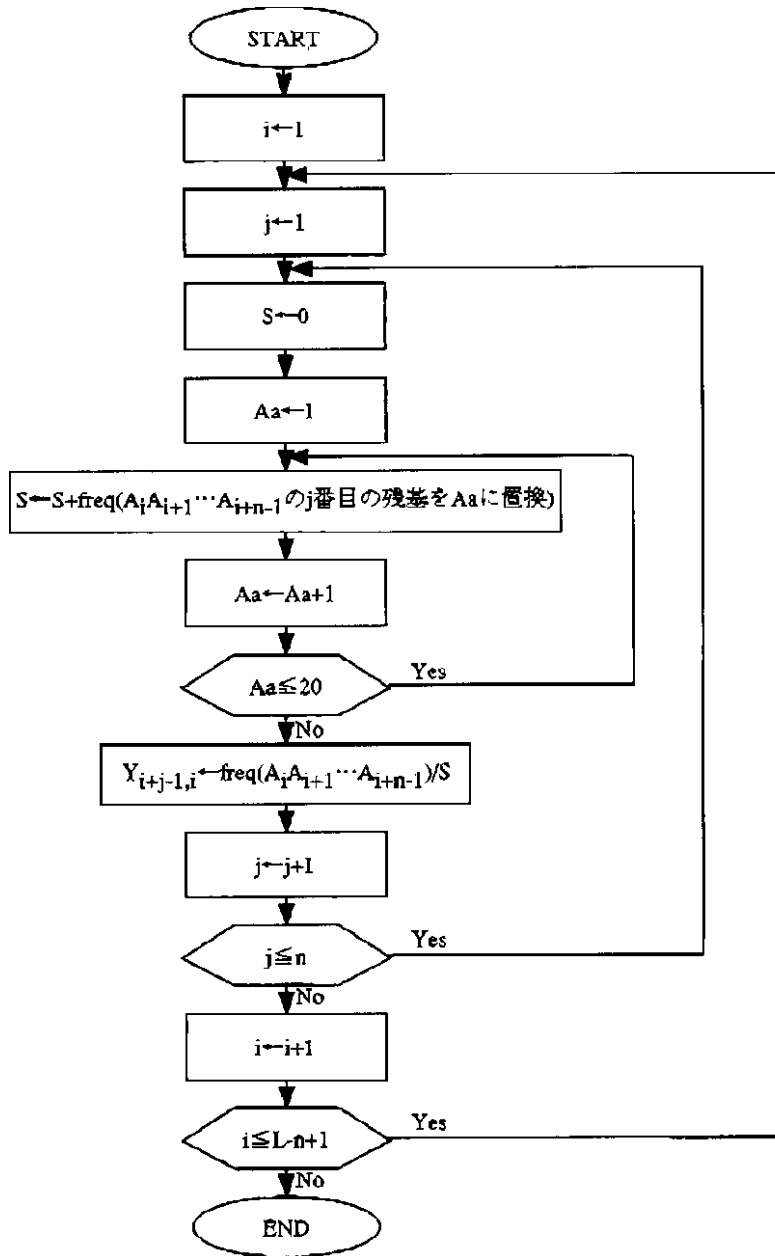 START
i←1
j←1
S←0
Aa←1
S←S+freq(AiAi+1⋯Ai+n-1のj番目の残基をAaに置換)
Aa←Aa+1
Aa≦20
Yes
No
Yi+j-1,i←freq(AiAi+1⋯Ai+n-1)/S
j←j+1
j≦n
Yes
No
i←i+1
i≦L-n+1
Yes
No
END